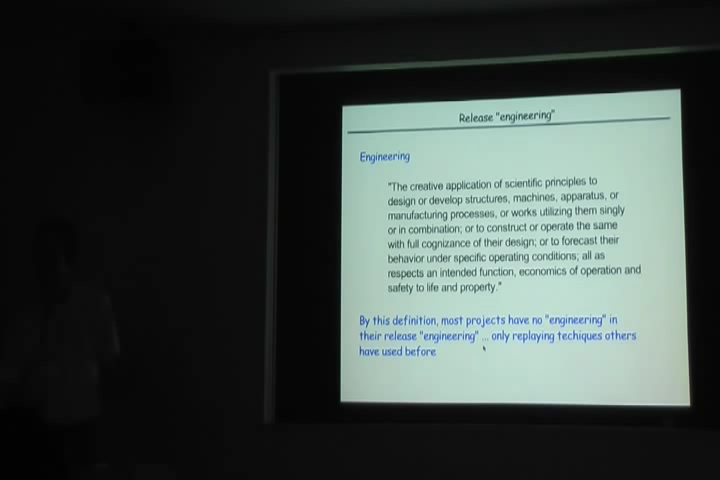 Release "engineering"
Engineering
"The creative application of scientific principles to
design or develop structures, machines, apparatus, or
manufacturing processes, or works utilizing them singly
or in combination; or to construct or operate the same
with full cognizance of their design; or to forecast their
behavior under specific operating conditions; all as
respects an intended function, economics of operation and
safety to life and property."
By this definition, most projects have no "engineering" in
their release "engineering" ... only replaying techiques others
have used before